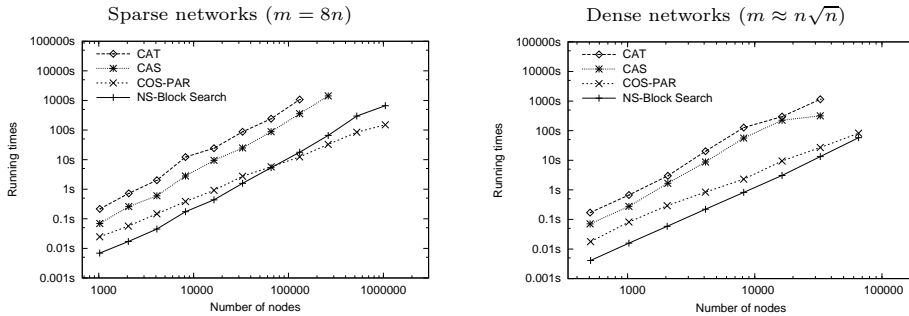 Sparse networks (m = 8n)
100000s
10000s
1000s
100s
10s
1s
0.1s
0.01s
0.001s
Running times
CAT
CAS
COS-PAR
NS-Block Search
1000
10000
100000
1000000
Number of nodes
Dense networks (m ≈ n√n)
100000s
10000s
1000s
100s
10s
1s
0.1s
0.01s
0.001s
Running times
CAT
CAS
COS-PAR
NS-Block Search
1000
10000
100000
Number of nodes